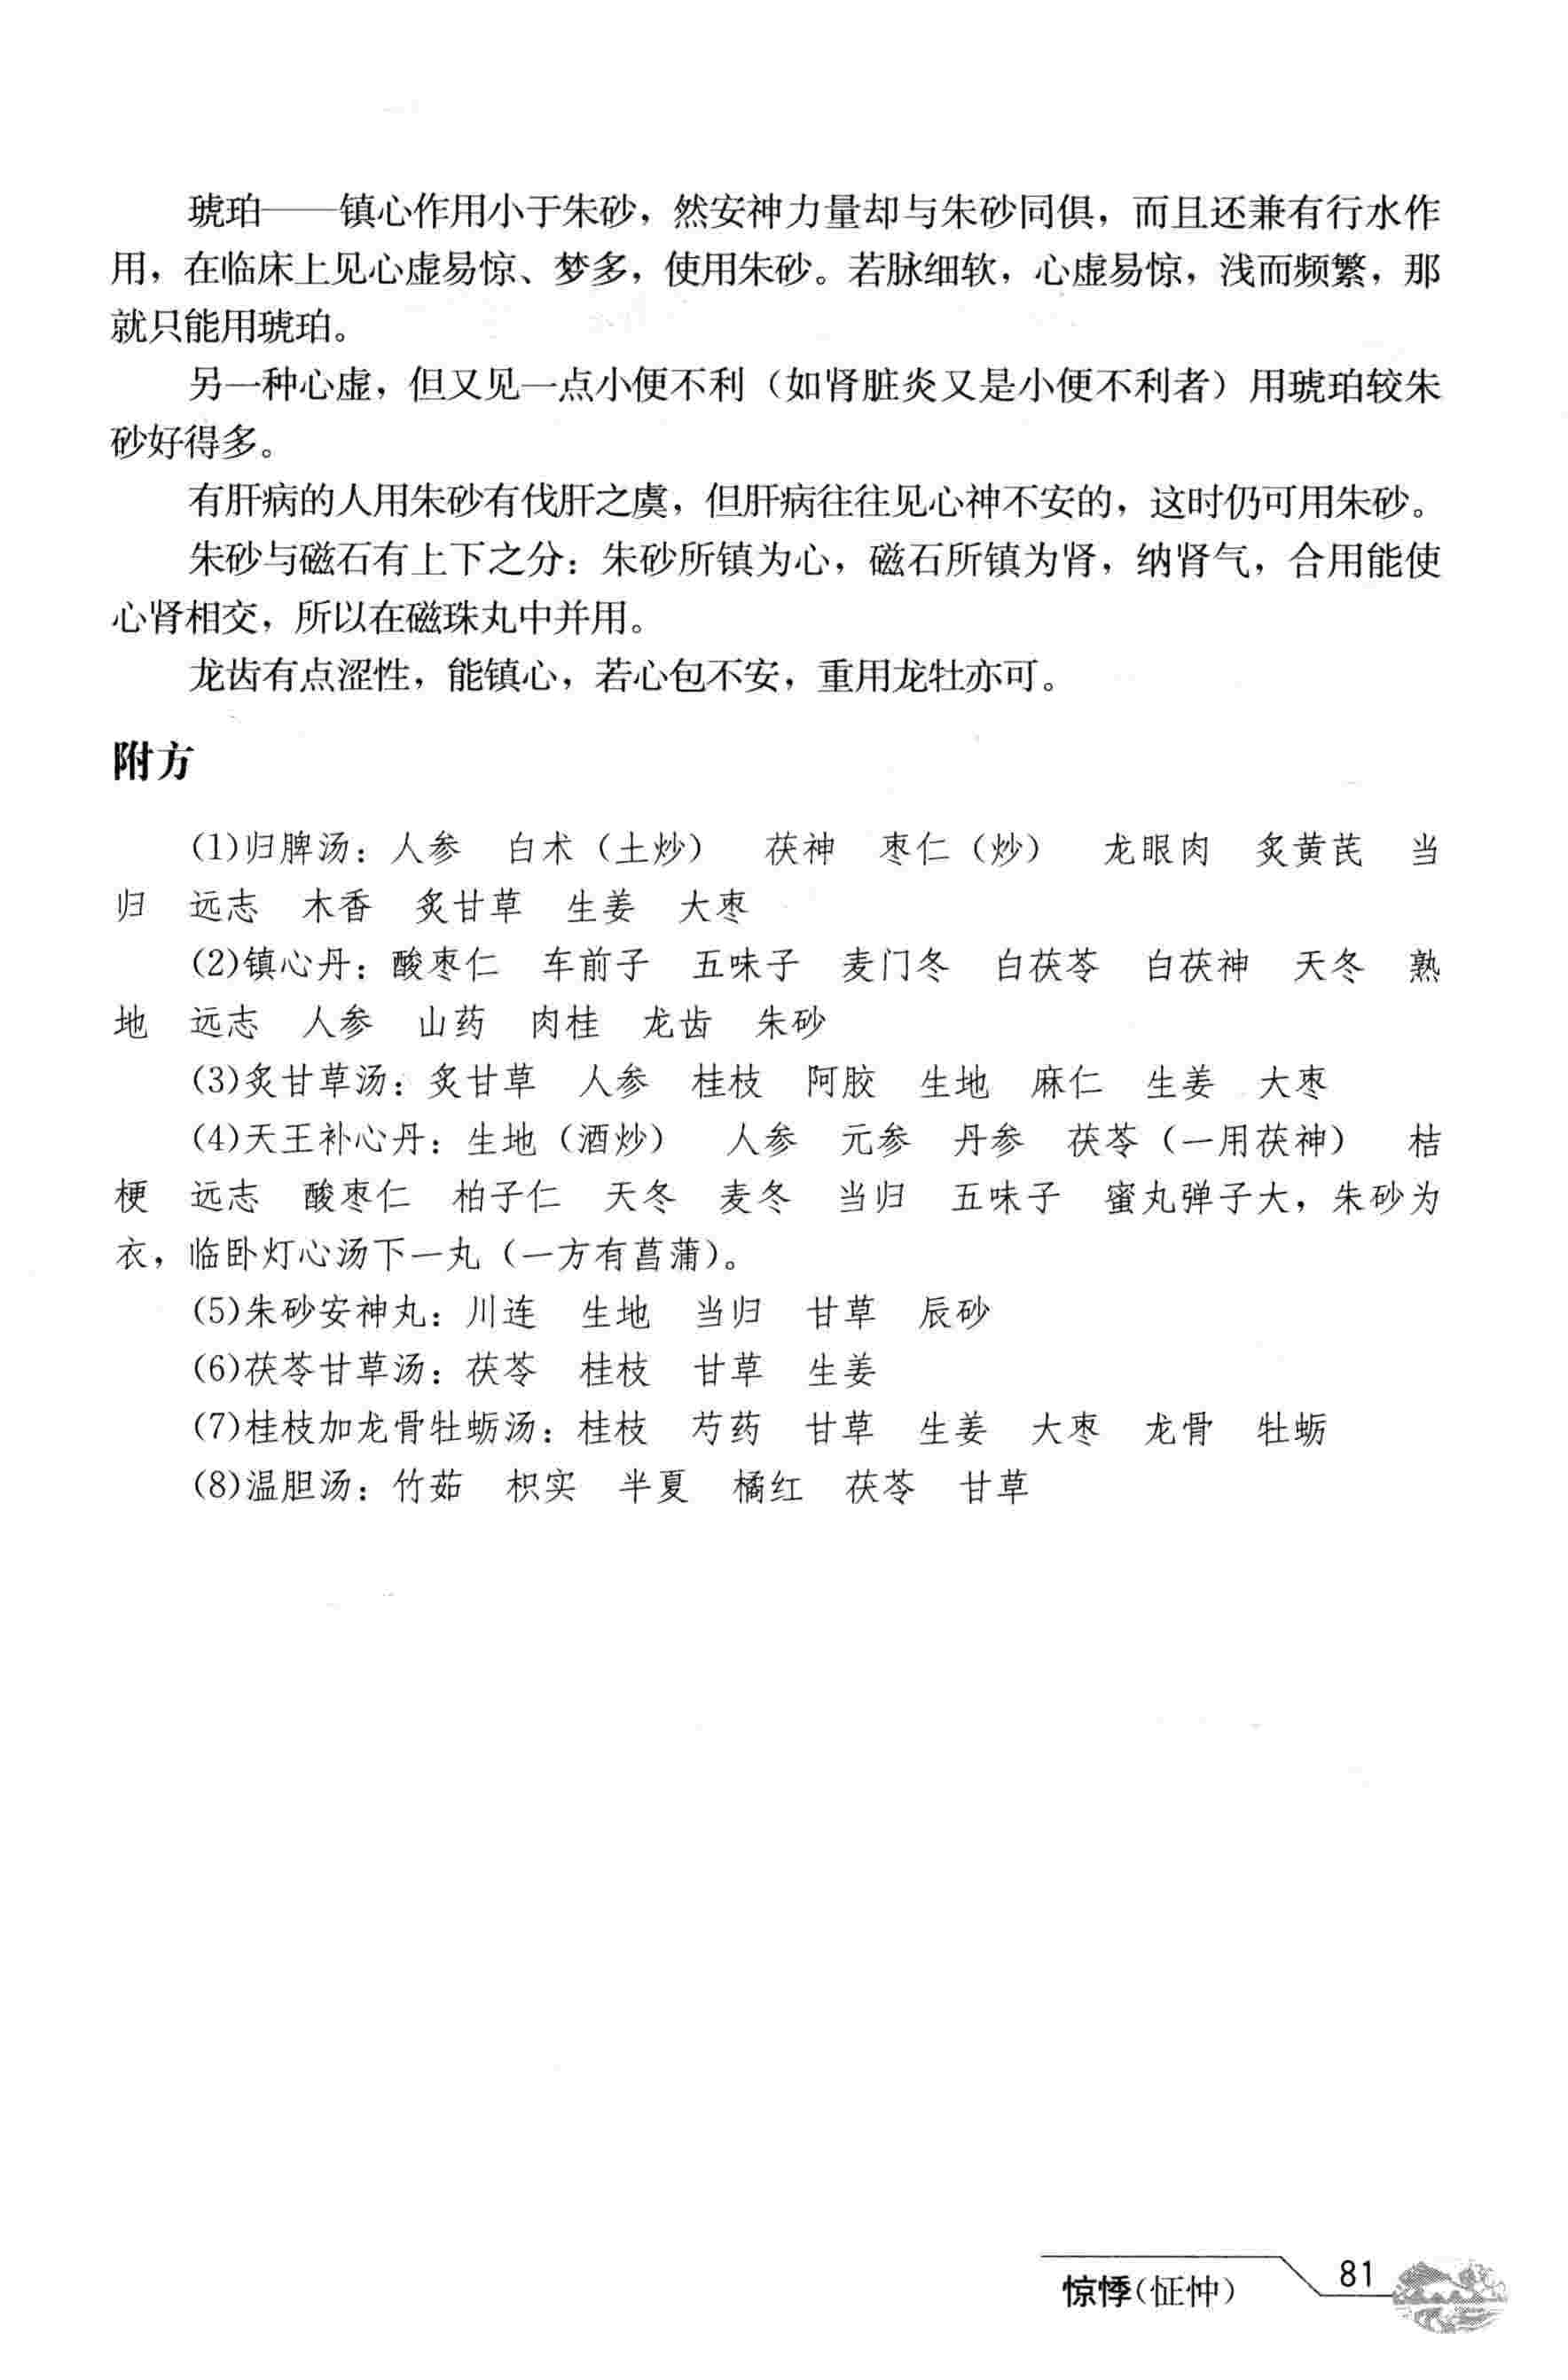 琥珀——镇心作用小于朱砂，然安神力量却与朱砂同俱，而且还兼有行水作
用，在临床上见心虚易惊、梦多，使用朱砂。若脉细软，心虚易惊，浅而频繁，那
就只能用琥珀。
另一种心虚，但又见一点小便不利（如肾脏炎又是小便不利者）用琥珀较朱
砂好得多。
有肝病的人用朱砂有伐肝之虞，但肝病往往见心神不安的，这时仍可用朱砂。
朱砂与磁石有上下之分：朱砂所镇为心，磁石所镇为肾，纳肾气，合用能使
心肾相交，所以在磁珠丸中并用。
龙齿有点涩性，能镇心，若心包不安，重用龙牡亦可。
附方
(1)归脾汤：人参　白术（土炒）　茯神　枣仁（炒）　龙眼肉　炙黄芪　当
归　远志　木香　炙甘草　生姜　大枣
(2)镇心丹：酸枣仁　车前子　五味子　麦门冬　白茯苓　白茯神　天冬　熟
地　远志　人参　山药　肉桂　龙齿　朱砂
(3)炙甘草汤：炙甘草　人参　桂枝　阿胶　生地　麻仁　生姜　大枣
(4)天王补心丹：生地（酒炒）　人参　元参　丹参　茯苓（一用茯神）　桔
梗　远志　酸枣仁　柏子仁　天冬　麦冬　当归　五味子　蜜丸弹子大，朱砂为
衣，临卧灯心汤下一丸（一方有菖蒲）。
(5)朱砂安神丸：川连　生地　当归　甘草　辰砂
(6)茯苓甘草汤：茯苓　桂枝　甘草　生姜
(7)桂枝加龙骨牡蛎汤：桂枝　芍药　甘草　生姜　大枣　龙骨　牡蛎
(8)温胆汤：竹茹　枳实　半夏　橘红　茯苓　甘草
惊悸（怔忡）
81